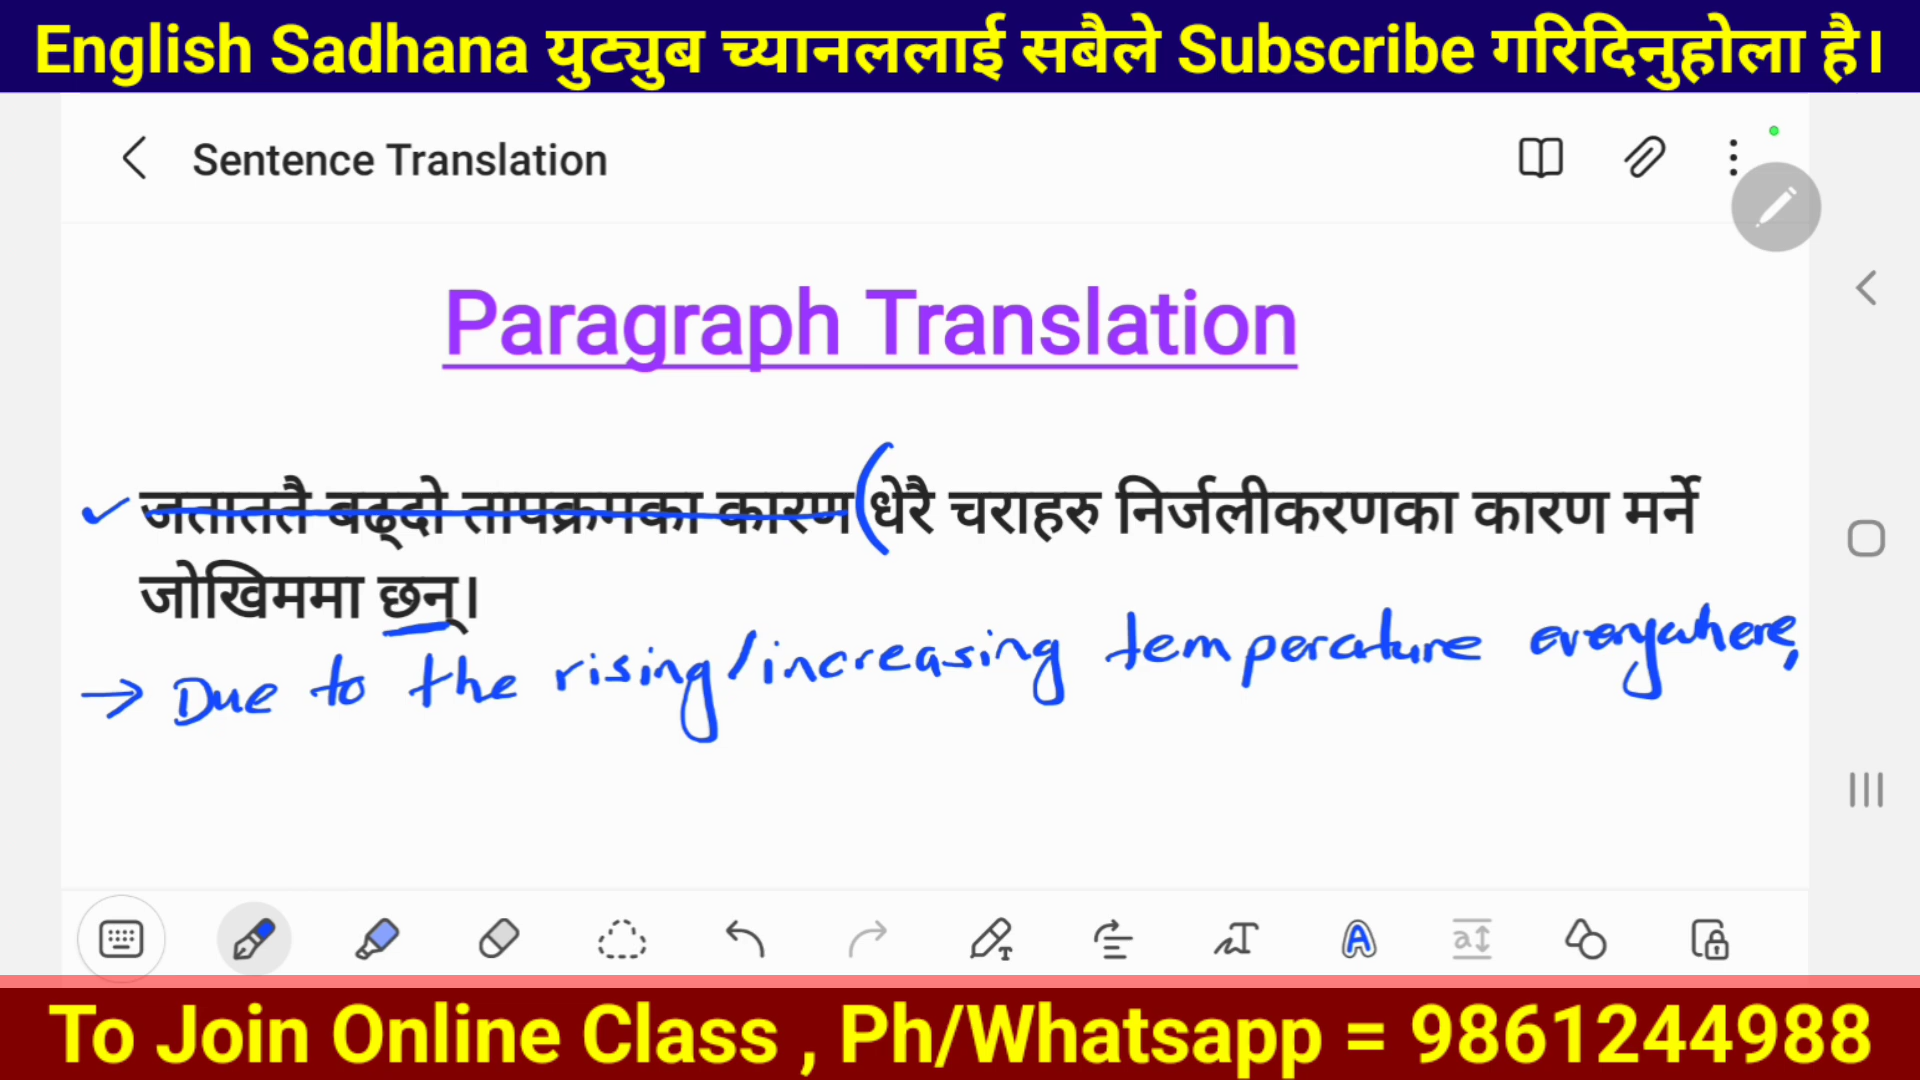 English Sadhana युट्युब च्यानललाई सबैले Subscribe गरिदिनुहोला है।
Sentence Translation
Paragraph Translation
जताततै बढ्दो तापक्रमका कारण (धेरै चराहरु निर्जलीकरणका कारण मर्ने
जोखिममा छन्।
→ Due to the rising/increasing temperature everywhere,
To Join Online Class , Ph/Whatsapp = 9861244988